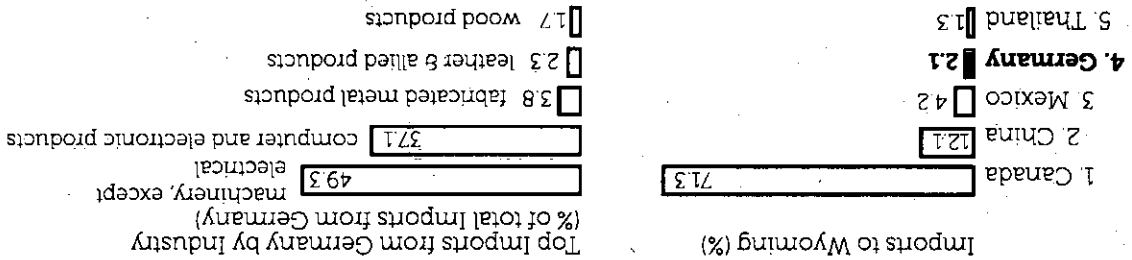 Imports to Wyoming (%)
1. Canada 71.3
2. China 12.1
3. Mexico 4.2
4. Germany 2.1
5. Thailand 1.3
Top Imports from Germany by Industry
(% of total Imports from Germany)
49.3 machinery, except
electrical
37.1 computer and electronic products
3.8 fabricated metal products
2.3 leather & allied products
1.7 wood products